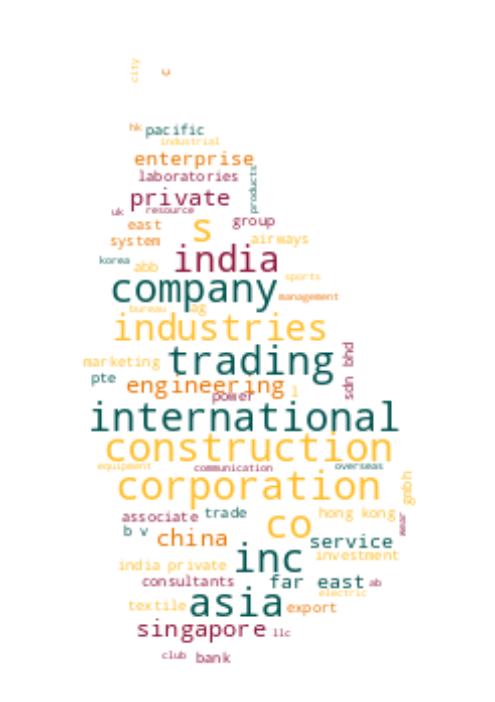 city
c
hk pacific
industrial
enterprise
laboratories
products
private
uk resource
s group
east
system airways
india
korea abb
sports
company management
bureau ag
industries
trading
marketing
pte
engineering l
sdn bhd
power
international
construction
equipment communication overseas
corporation gmbh
associate trade hong kong
co wear
b v china service
inc investment
india private
consultants far east ab
electric
asia
textile export
singapore llc
club bank